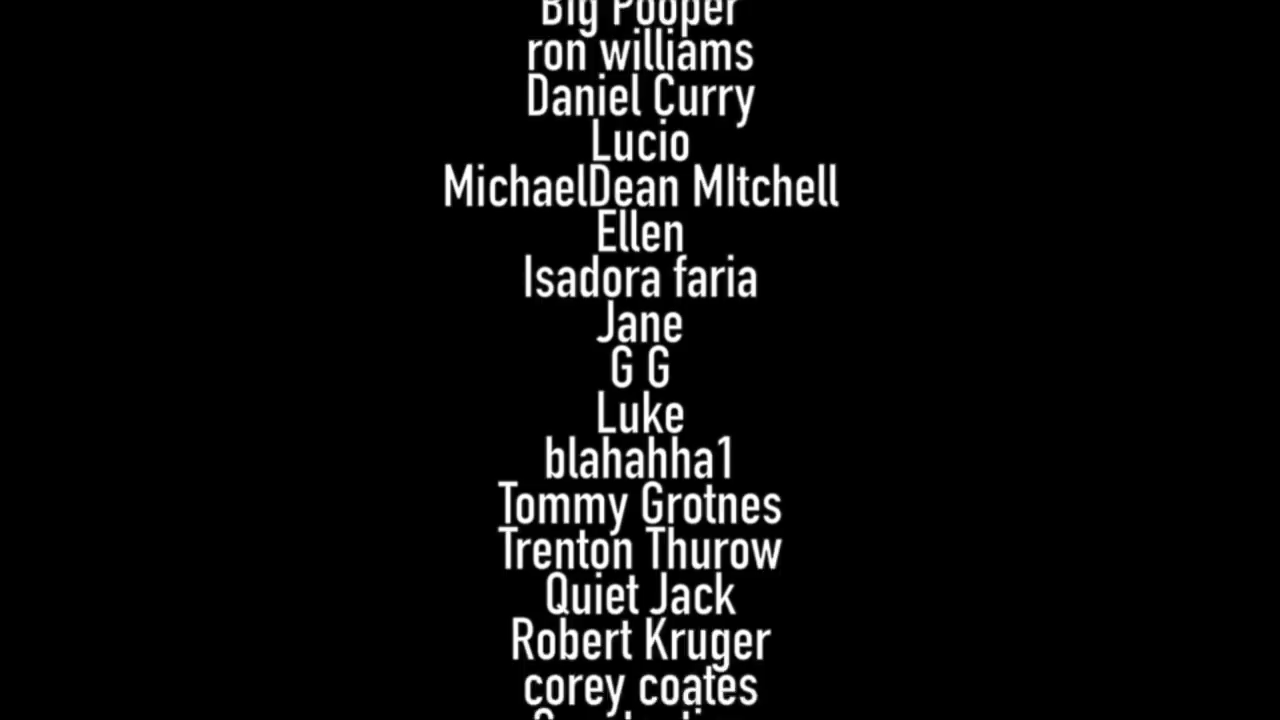 Big Pooper
ron williams
Daniel Curry
Lucio
MichaelDean MItchell
Ellen
Isadora faria
Jane
G G
Luke
blahahha1
Tommy Grotnes
Trenton Thurow
Quiet Jack
Robert Kruger
corey coates